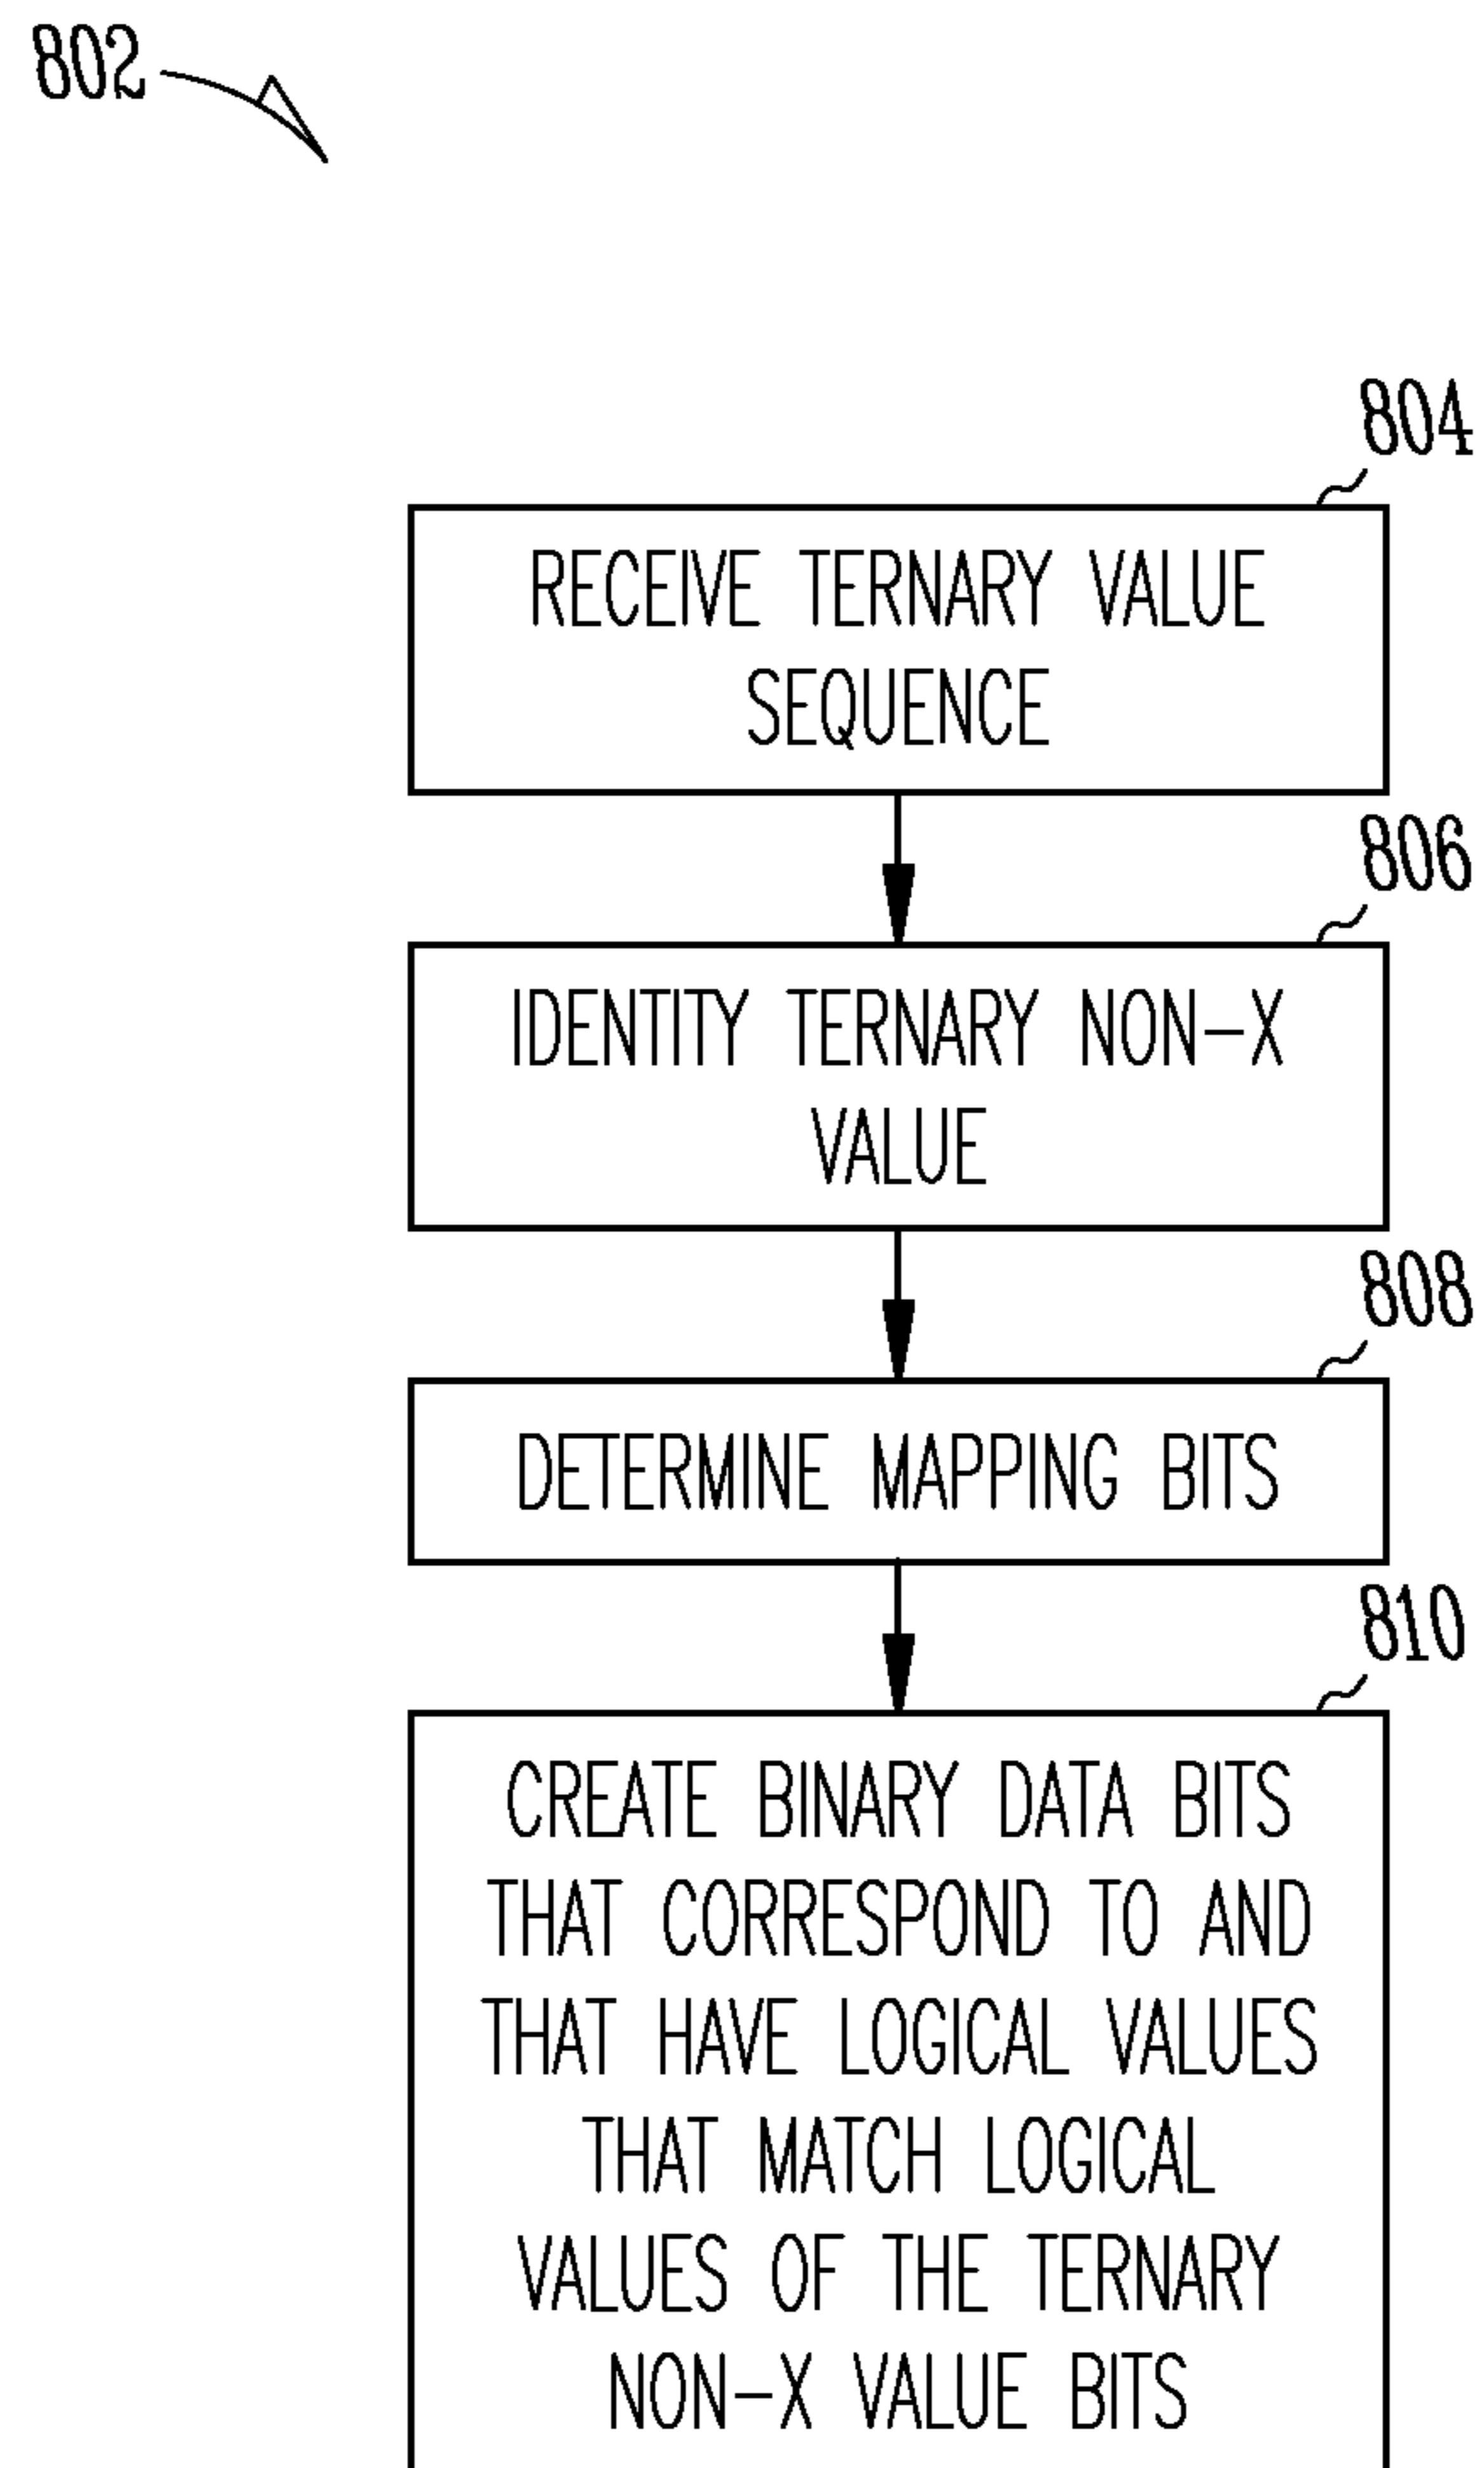 802
804
RECEIVE TERNARY VALUE
SEQUENCE
806
IDENTITY TERNARY NON-X
VALUE
808
DETERMINE MAPPING BITS
810
CREATE BINARY DATA BITS
THAT CORRESPOND TO AND
THAT HAVE LOGICAL VALUES
THAT MATCH LOGICAL
VALUES OF THE TERNARY
NON-X VALUE BITS